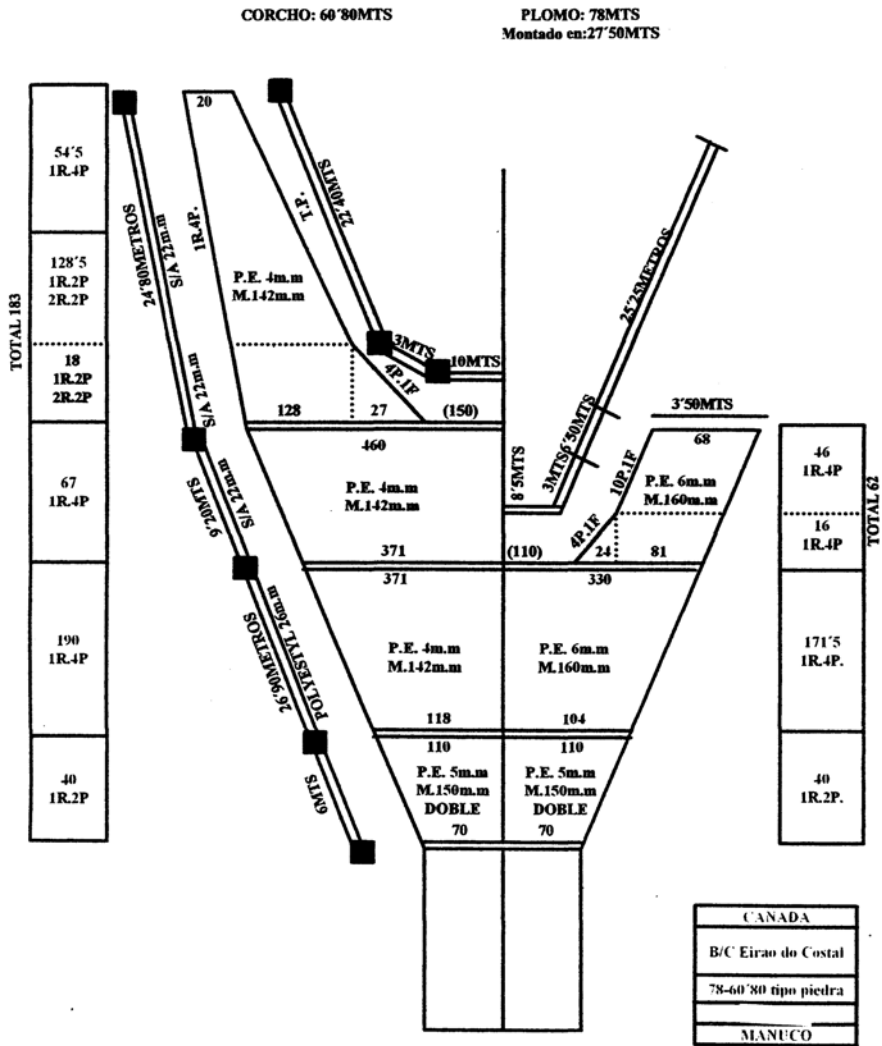 CORCHO: 60´80MTS
PLOMO: 78MTS
Montado en:27´50MTS
TOTAL 183
54´5
1R.4P
128´5
1R.2P
2R.2P
18
1R.2P
2R.2P
67
1R.4P
190
1R.4P
40
1R.2P
24´80METROS
S/A 22m.m
S/A 22m.m
9´20MTS
S/A 22m.m
26´90METROS
POLYESTYL 26m.m
6MTS
20
1R.4P.
T.P.
22´40MTS
P.E. 4m.m
M.142m.m
3MTS
10MTS
4P.1F
128
27
(150)
460
P.E. 4m.m
M.142m.m
371
371
P.E. 4m.m
M.142m.m
118
110
P.E. 5m.m
M.150m.m
DOBLE
70
25´25METROS
6´50MTS
3MTS
8´5MTS
3´50MTS
68
10P.1F
P.E. 6m.m
M.160m.m
4P.1F
(110)
24
81
330
P.E. 6m.m
M.160m.m
104
110
P.E. 5m.m
M.150m.m
DOBLE
70
46
1R.4P
16
1R.4P
TOTAL 62
171´5
1R.4P.
40
1R.2P.
CANADA
B/C Eirao do Costal
78-60´80 tipo piedra
MANUCO